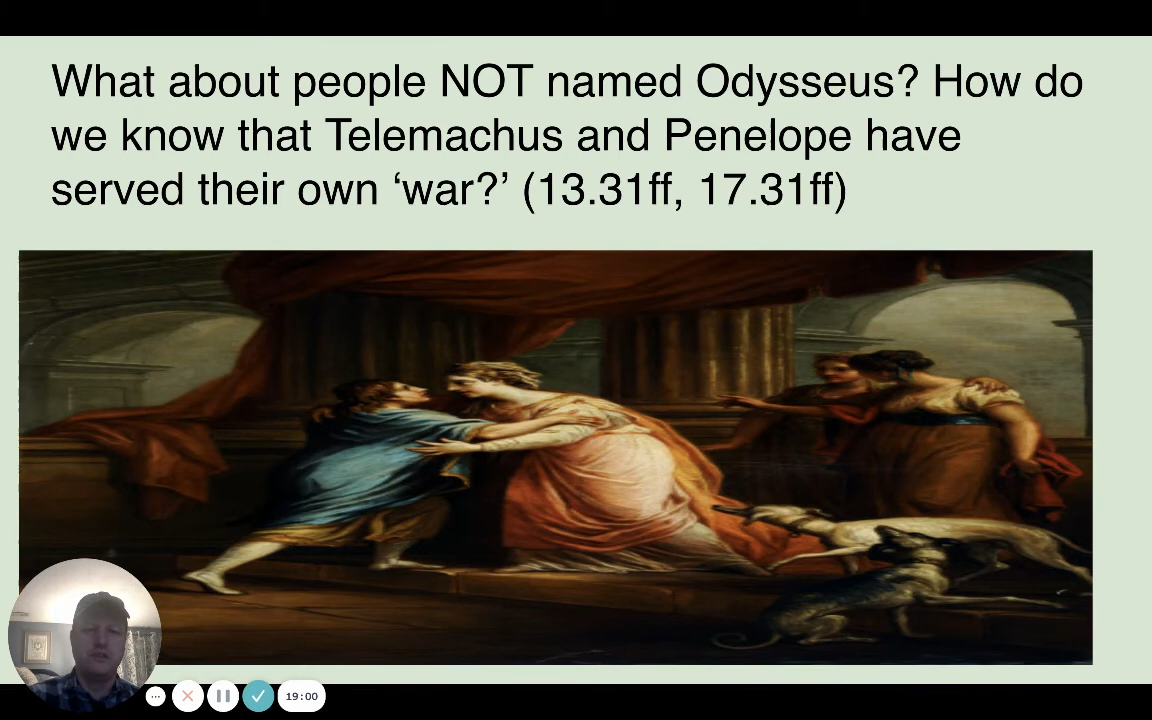 What about people NOT named Odysseus? How do
we know that Telemachus and Penelope have
served their own ‘war?’ (13.31ff, 17.31ff)
19:00